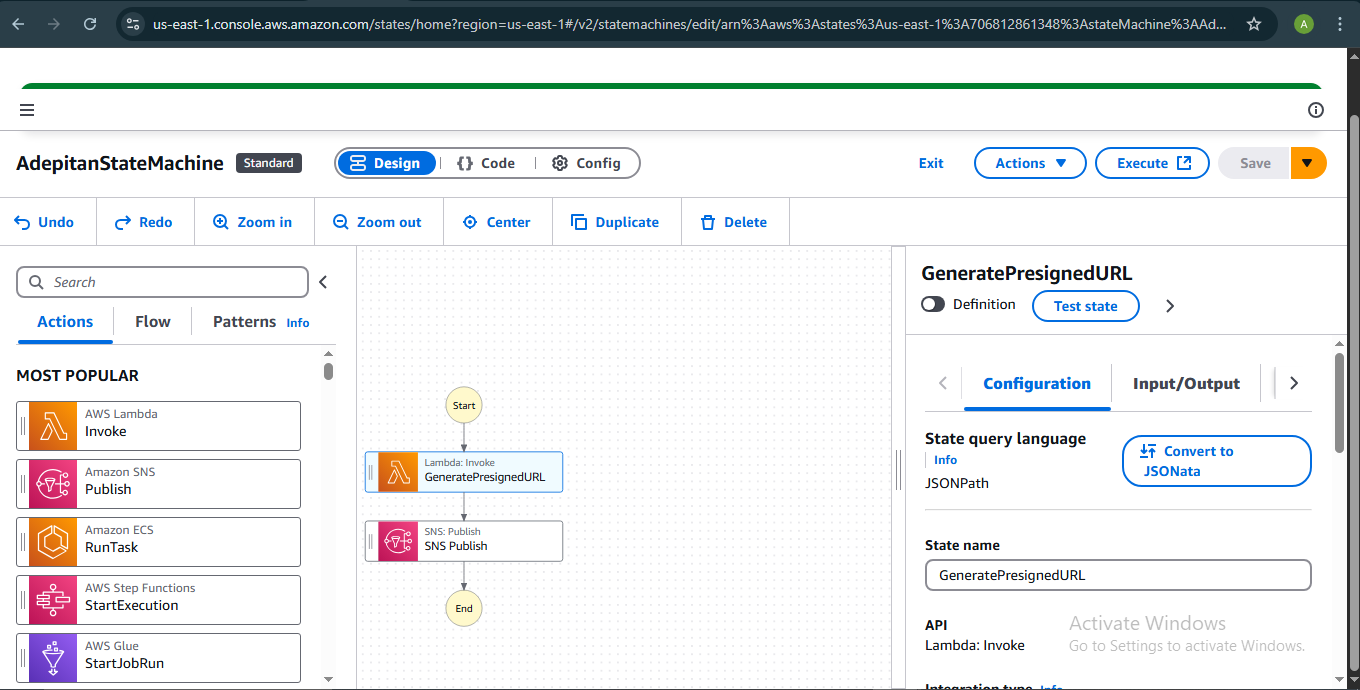 us-east-1.console.aws.amazon.com/states/home?region=us-east-1#/v2/statemachines/edit/arn%3Aaws%3Astates%3Aus-east-1%3A706812861348%3AstateMachine%3AAd...
A
AdepitanStateMachine
Standard
Design
{} Code
Config
Exit
Actions
Execute
Save
Undo
Redo
Zoom in
Zoom out
Center
Duplicate
Delete
Search
Actions
Flow
Patterns Info
MOST POPULAR
AWS Lambda
Invoke
Amazon SNS
Publish
Amazon ECS
RunTask
AWS Step Functions
StartExecution
AWS Glue
StartJobRun
Start
Lambda: Invoke
GeneratePresignedURL
SNS: Publish
SNS Publish
End
GeneratePresignedURL
Definition
Test state
Configuration
Input/Output
State query language
Info
JSONPath
Convert to
JSONata
State name
GeneratePresignedURL
API
Lambda: Invoke
Activate Windows
Go to Settings to activate Windows.
Integration type Info